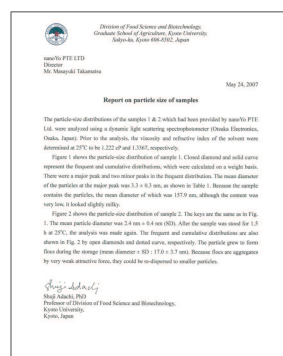 Division of Food Science and Biotechnology,
Graduate School of Agriculture, Kyoto University,
Sakyo-ku, Kyoto 606-8502, Japan
nanoYo PTE LTD
Director
Mr. Masayuki Takamatsu
May 24, 2007
Report on particle size of samples
The particle-size distributions of the samples 1 & 2 which had been provided by nanoYo PTE
Ltd. were analyzed using a dynamic light scattering spectrophotometer (Otsuka Electronics,
Osaka, Japan). Prior to the analysis, the viscosity and refractive index of the solvent were
determined at 25°C to be 1.222 cP and 1.3367, respectively.
Figure 1 shows the particle-size distribution of sample 1. Closed diamond and solid curve
represent the frequent and cumulative distributions, which were calculated on a weight basis.
There were a major peak and two minor peaks in the frequent distribution. The mean diameter
of the particles at the major peak was 3.3 ± 0.3 nm, as shown in Table 1. Because the sample
contains the particles, the mean diameter of which was 157.9 nm, although the content was
very low, it looked slightly milky.
Figure 2 shows the particle-size distribution of sample 2. The keys are the same as in Fig.
1. The mean particle diameter was 2.4 nm ± 0.4 nm (SD). After the sample was stored for 1.5
h at 25°C, the analysis was made again. The frequent and cumulative distributions are also
shown in Fig. 2 by open diamonds and dotted curve, respectively. The particle grew to form
flocs during the storage (mean diameter ± SD : 17.0 ± 3.7 nm). Because flocs are aggregates
by very weak attractive force, they could be re-dispersed to smaller particles.
Shuji Adachi
Shuji Adachi, PhD
Professor of Division of Food Science and Biotechnology,
Kyoto University,
Kyoto, Japan